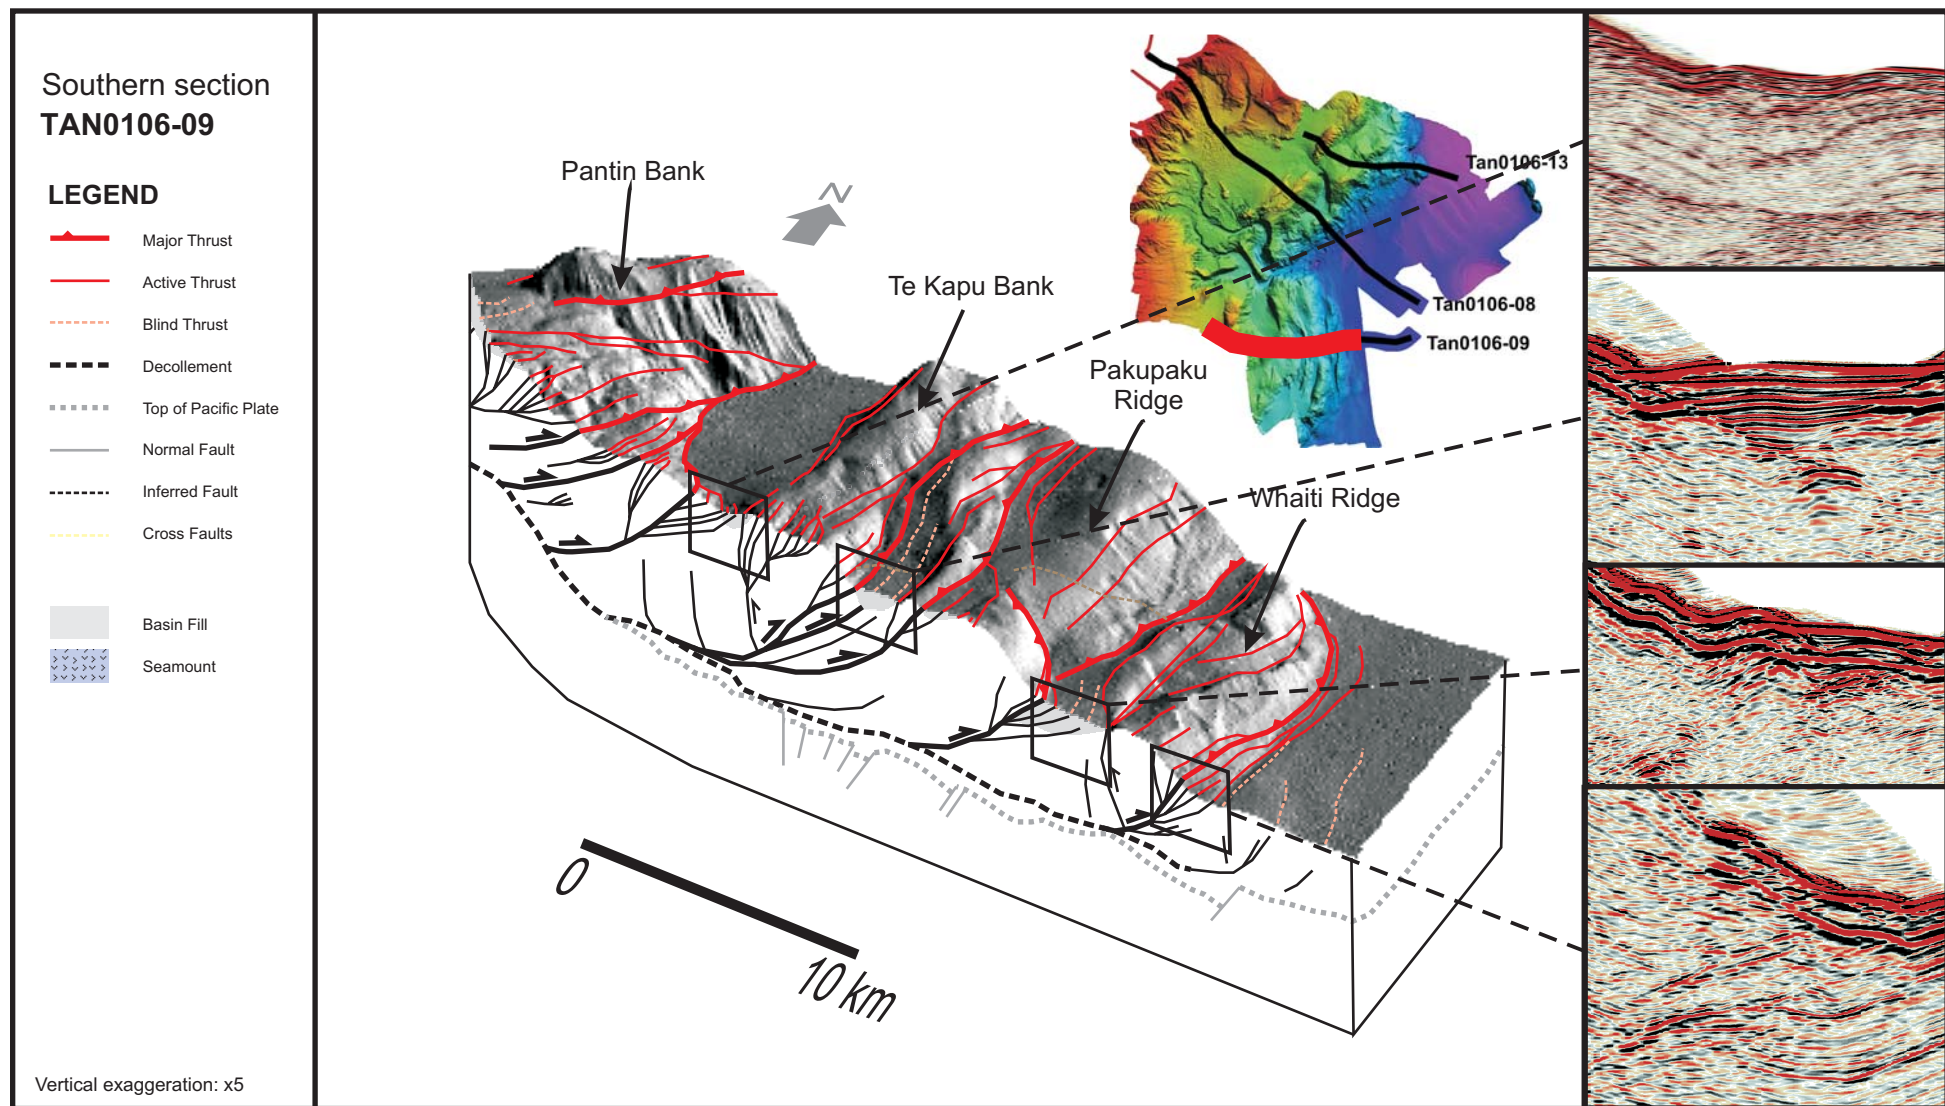 Southern section
TAN0106-09
LEGEND
Major Thrust
Active Thrust
Blind Thrust
Decollement
Top of Pacific Plate
Normal Fault
Inferred Fault
Cross Faults
Basin Fill
Seamount
Vertical exaggeration: x5
Pantin Bank
N
Te Kapu Bank
Pakupaku
Ridge
Whaiti Ridge
Tan0106-13
Tan0106-08
Tan0106-09
0
10 km